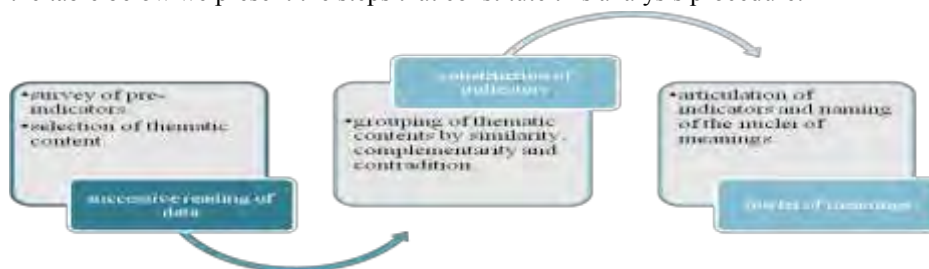 the table below we present the steps that constitute this analysis procedure.
•survey of pre-
indicators
•selection of thematic
content
successive reading of
data
construction of
indicators
•grouping of thematic
contents by similarity,
complementarity and
contradition
•articulation of
indicators and naming
of the nuclei of
meanings
nuclei of meanings